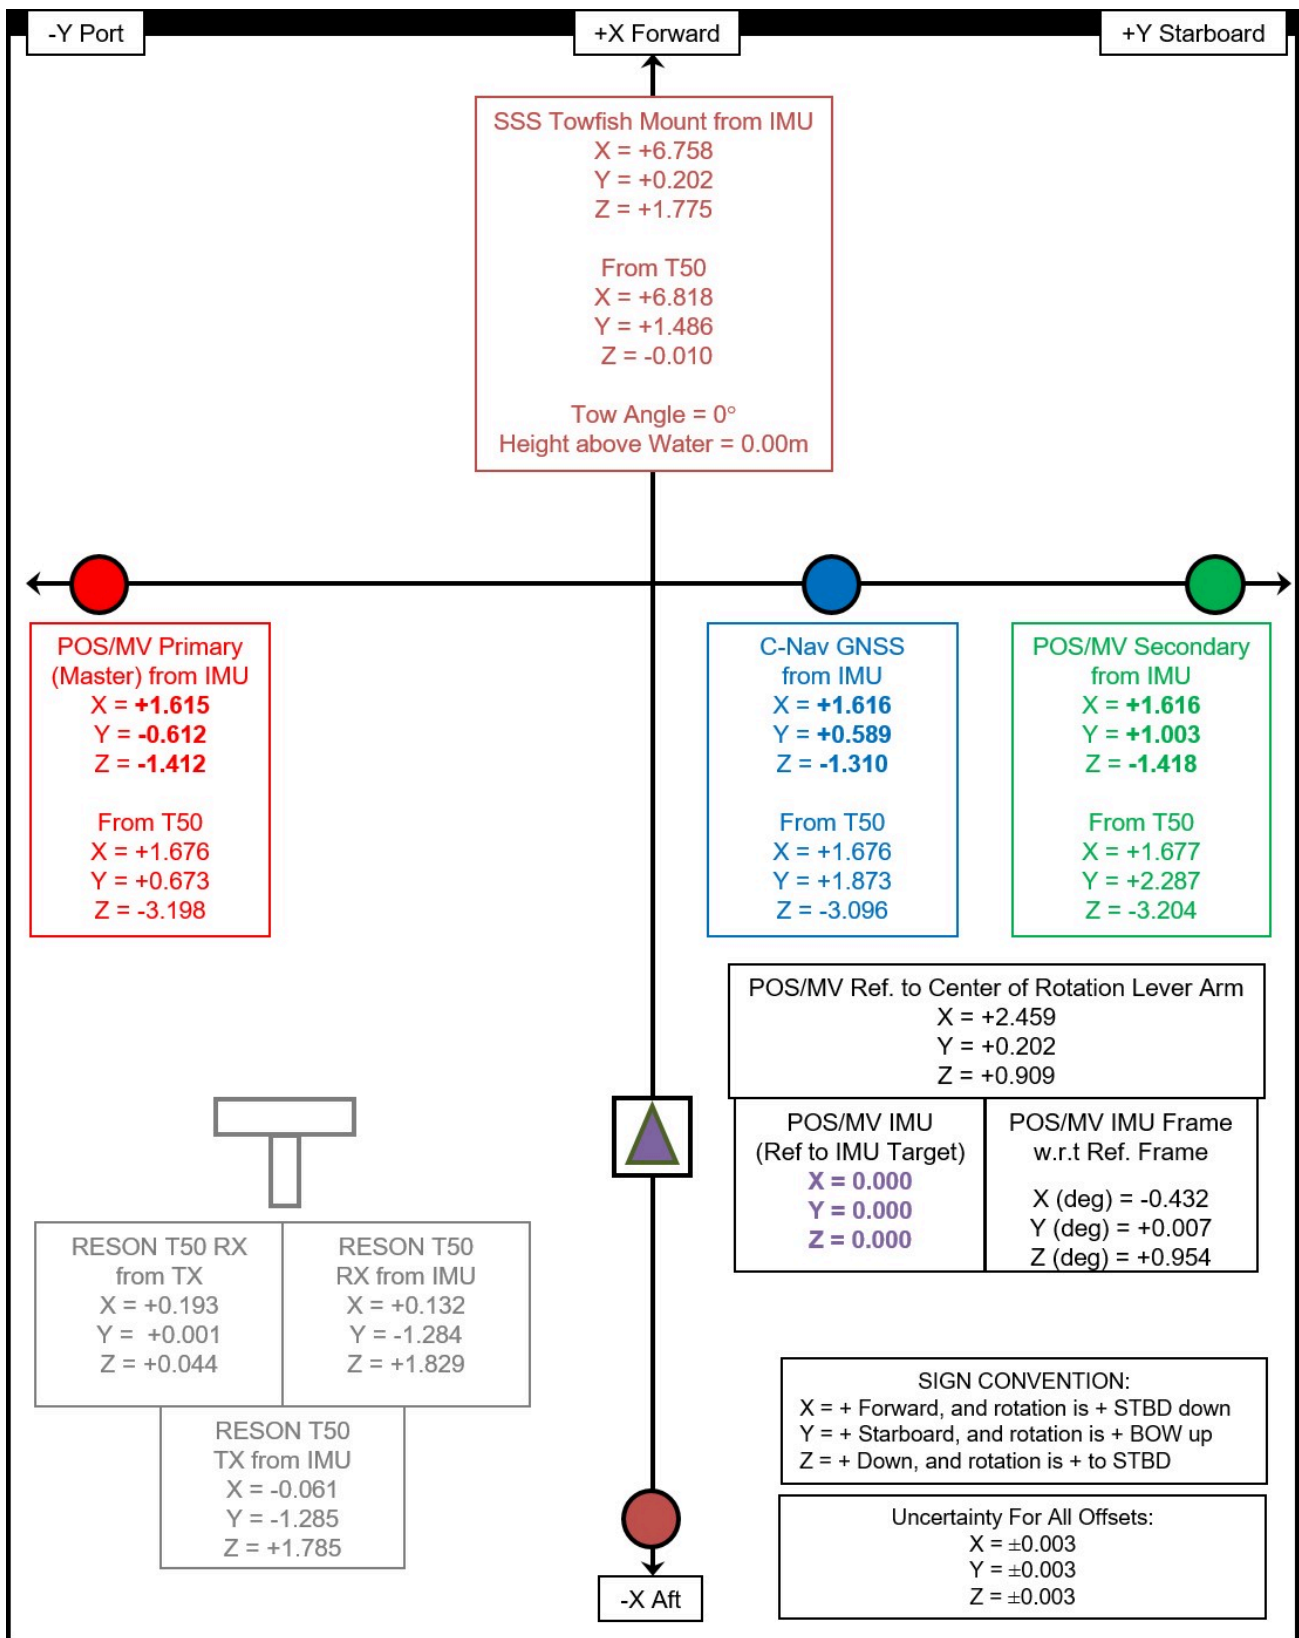 -Y Port
+X Forward
+Y Starboard
SSS Towfish Mount from IMU
X = +6.758
Y = +0.202
Z = +1.775
From T50
X = +6.818
Y = +1.486
Z = -0.010
Tow Angle = 0°
Height above Water = 0.00m
POS/MV Primary
(Master) from IMU
X = +1.615
Y = -0.612
Z = -1.412
From T50
X = +1.676
Y = +0.673
Z = -3.198
C-Nav GNSS
from IMU
X = +1.616
Y = +0.589
Z = -1.310
From T50
X = +1.676
Y = +1.873
Z = -3.096
POS/MV Secondary
from IMU
X = +1.616
Y = +1.003
Z = -1.418
From T50
X = +1.677
Y = +2.287
Z = -3.204
POS/MV Ref. to Center of Rotation Lever Arm
X = +2.459
Y = +0.202
Z = +0.909
POS/MV IMU
(Ref to IMU Target)
X = 0.000
Y = 0.000
Z = 0.000
POS/MV IMU Frame
w.r.t Ref. Frame
X (deg) = -0.432
Y (deg) = +0.007
Z (deg) = +0.954
RESON T50 RX
from TX
X = +0.193
Y = +0.001
Z = +0.044
RESON T50
RX from IMU
X = +0.132
Y = -1.284
Z = +1.829
RESON T50
TX from IMU
X = -0.061
Y = -1.285
Z = +1.785
SIGN CONVENTION:
X = + Forward, and rotation is + STBD down
Y = + Starboard, and rotation is + BOW up
Z = + Down, and rotation is + to STBD
Uncertainty For All Offsets:
X = ±0.003
Y = ±0.003
Z = ±0.003
-X Aft